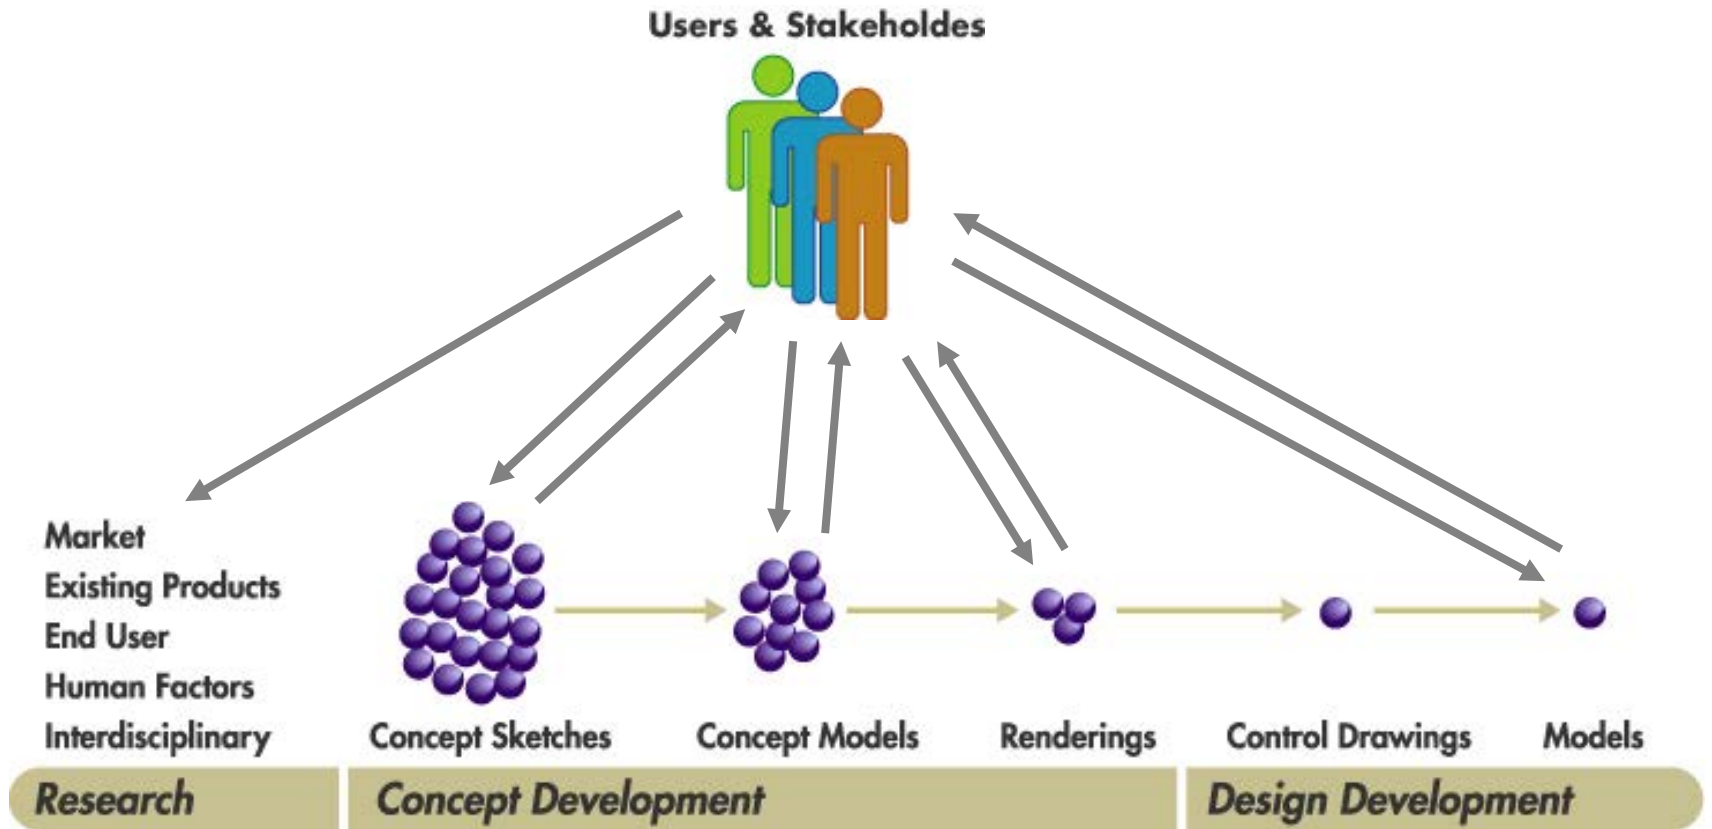 Users & Stakeholdes
Market
Existing Products
End User
Human Factors
Interdisciplinary
Concept Sketches
Concept Models
Renderings
Control Drawings
Models
Research
Concept Development
Design Development